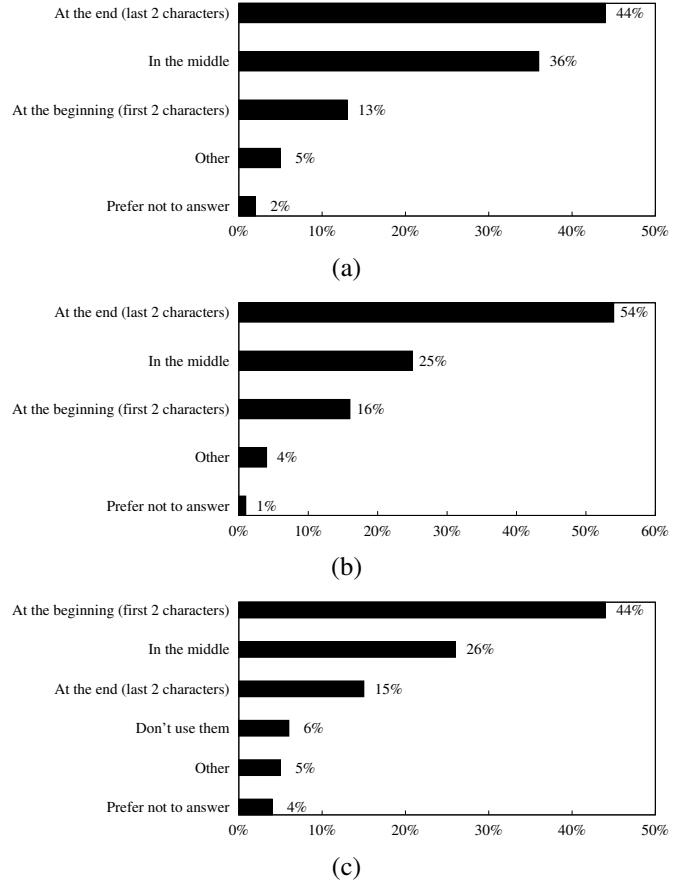 At the end (last 2 characters) 44%
In the middle 36%
At the beginning (first 2 characters) 13%
Other 5%
Prefer not to answer 2%
0% 10% 20% 30% 40% 50%
(a)
At the end (last 2 characters) 54%
In the middle 25%
At the beginning (first 2 characters) 16%
Other 4%
Prefer not to answer 1%
0% 10% 20% 30% 40% 50% 60%
(b)
At the beginning (first 2 characters) 44%
In the middle 26%
At the end (last 2 characters) 15%
Don't use them 6%
Other 5%
Prefer not to answer 4%
0% 10% 20% 30% 40% 50%
(c)